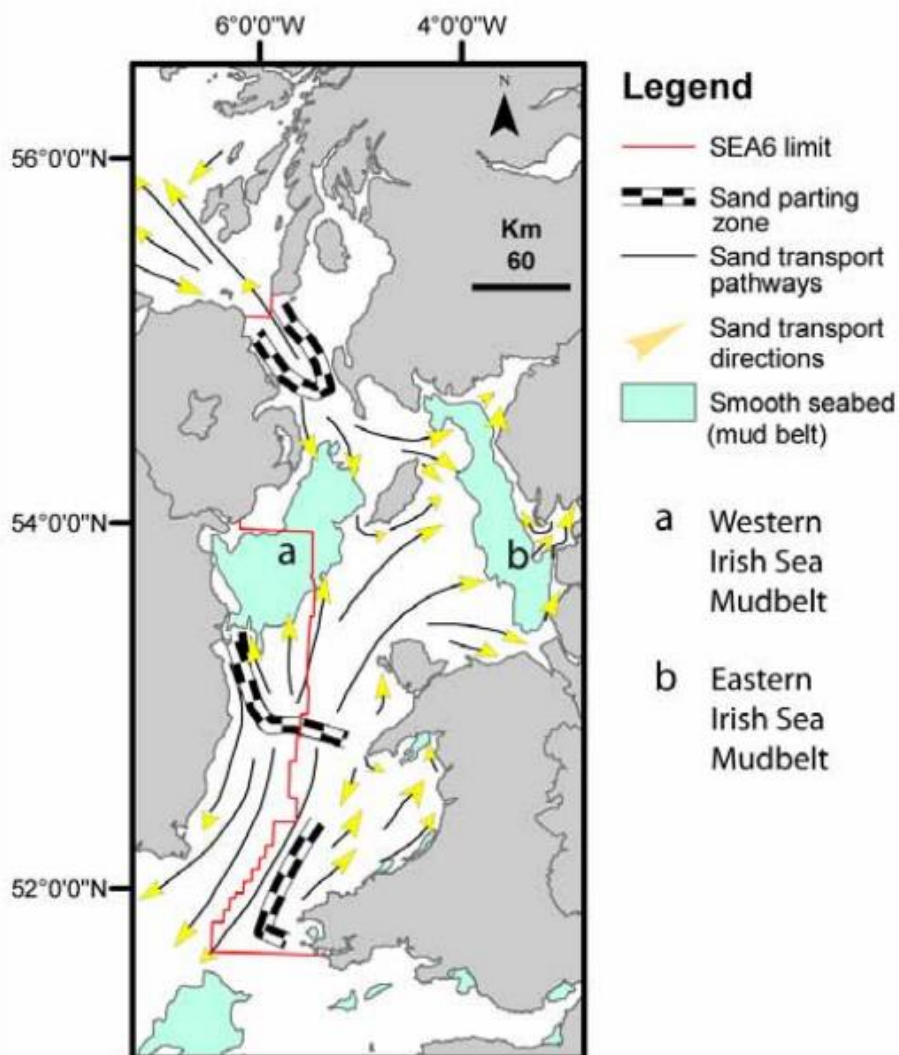 6°0'0"W
4°0'0"W
56°0'0"N
54°0'0"N
52°0'0"N
N
Km
60
a
b
Legend
SEA6 limit
Sand parting
zone
Sand transport
pathways
Sand transport
directions
Smooth seabed
(mud belt)
a Western
Irish Sea
Mudbelt
b Eastern
Irish Sea
Mudbelt